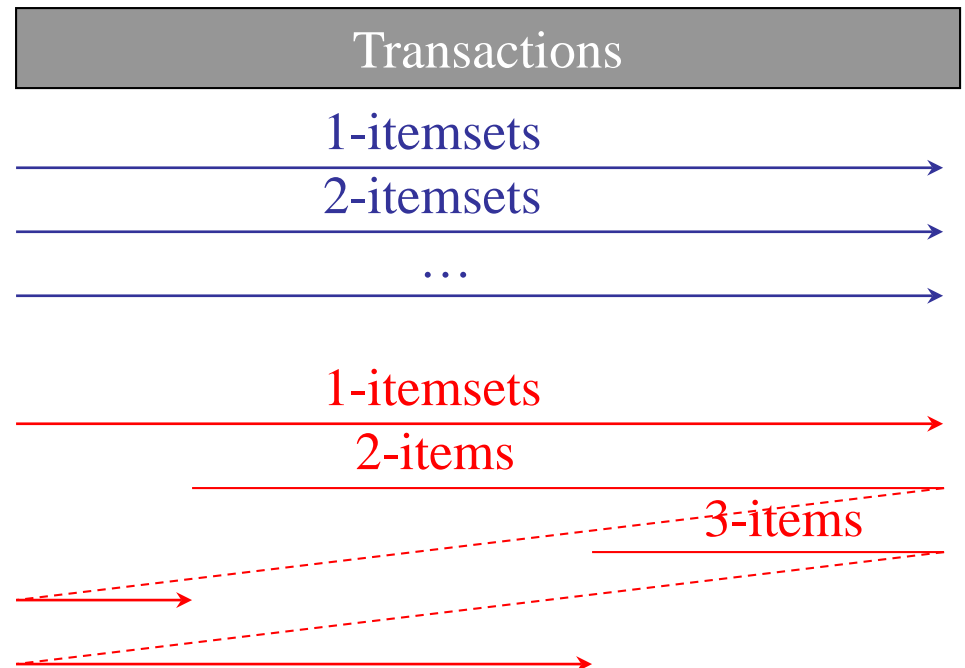 Transactions
1-itemsets
2-itemsets
…
1-itemsets
2-items
3-items